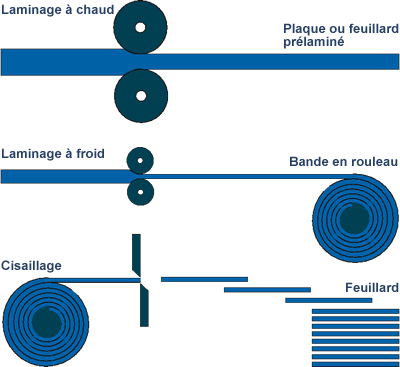 Laminage à chaud
Plaque ou feuillard
prélaminé
Laminage à froid
Bande en rouleau
Cisaillage
Feuillard